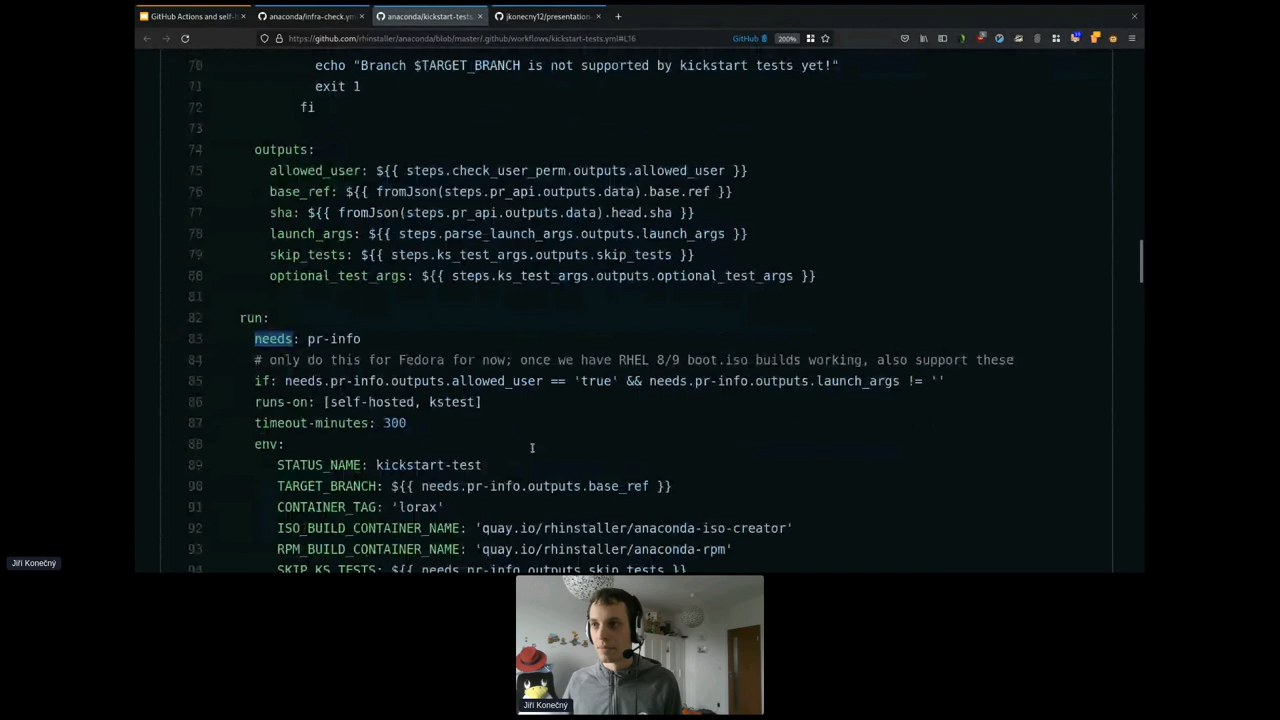 GitHub Actions and self-h
anaconda/infra-check.ym
anaconda/kickstart-tests.
jkonecny12/presentation-
https://github.com/rhinstaller/anaconda/blob/master/.github/workflows/kickstart-tests.yml#L16
GitHub
200%
70 echo "Branch $TARGET_BRANCH is not supported by kickstart tests yet!"
71 exit 1
72 fi
73
74 outputs:
75 allowed_user: ${{ steps.check_user_perm.outputs.allowed_user }}
76 base_ref: ${{ fromJson(steps.pr_api.outputs.data).base.ref }}
77 sha: ${{ fromJson(steps.pr_api.outputs.data).head.sha }}
78 launch_args: ${{ steps.parse_launch_args.outputs.launch_args }}
79 skip_tests: ${{ steps.ks_test_args.outputs.skip_tests }}
80 optional_test_args: ${{ steps.ks_test_args.outputs.optional_test_args }}
81
82 run:
83 needs: pr-info
84 # only do this for Fedora for now; once we have RHEL 8/9 boot.iso builds working, also support these
85 if: needs.pr-info.outputs.allowed_user == 'true' && needs.pr-info.outputs.launch_args != ''
86 runs-on: [self-hosted, kstest]
87 timeout-minutes: 300
88 env:
89 STATUS_NAME: kickstart-test
90 TARGET_BRANCH: ${{ needs.pr-info.outputs.base_ref }}
91 CONTAINER_TAG: 'lorax'
92 ISO_BUILD_CONTAINER_NAME: 'quay.io/rhinstaller/anaconda-iso-creator'
93 RPM_BUILD_CONTAINER_NAME: 'quay.io/rhinstaller/anaconda-rpm'
94 SKIP_KS_TESTS: ${{ needs.pr-info.outputs.skip_tests }}
Jiří Konečný
Jiří Konečný